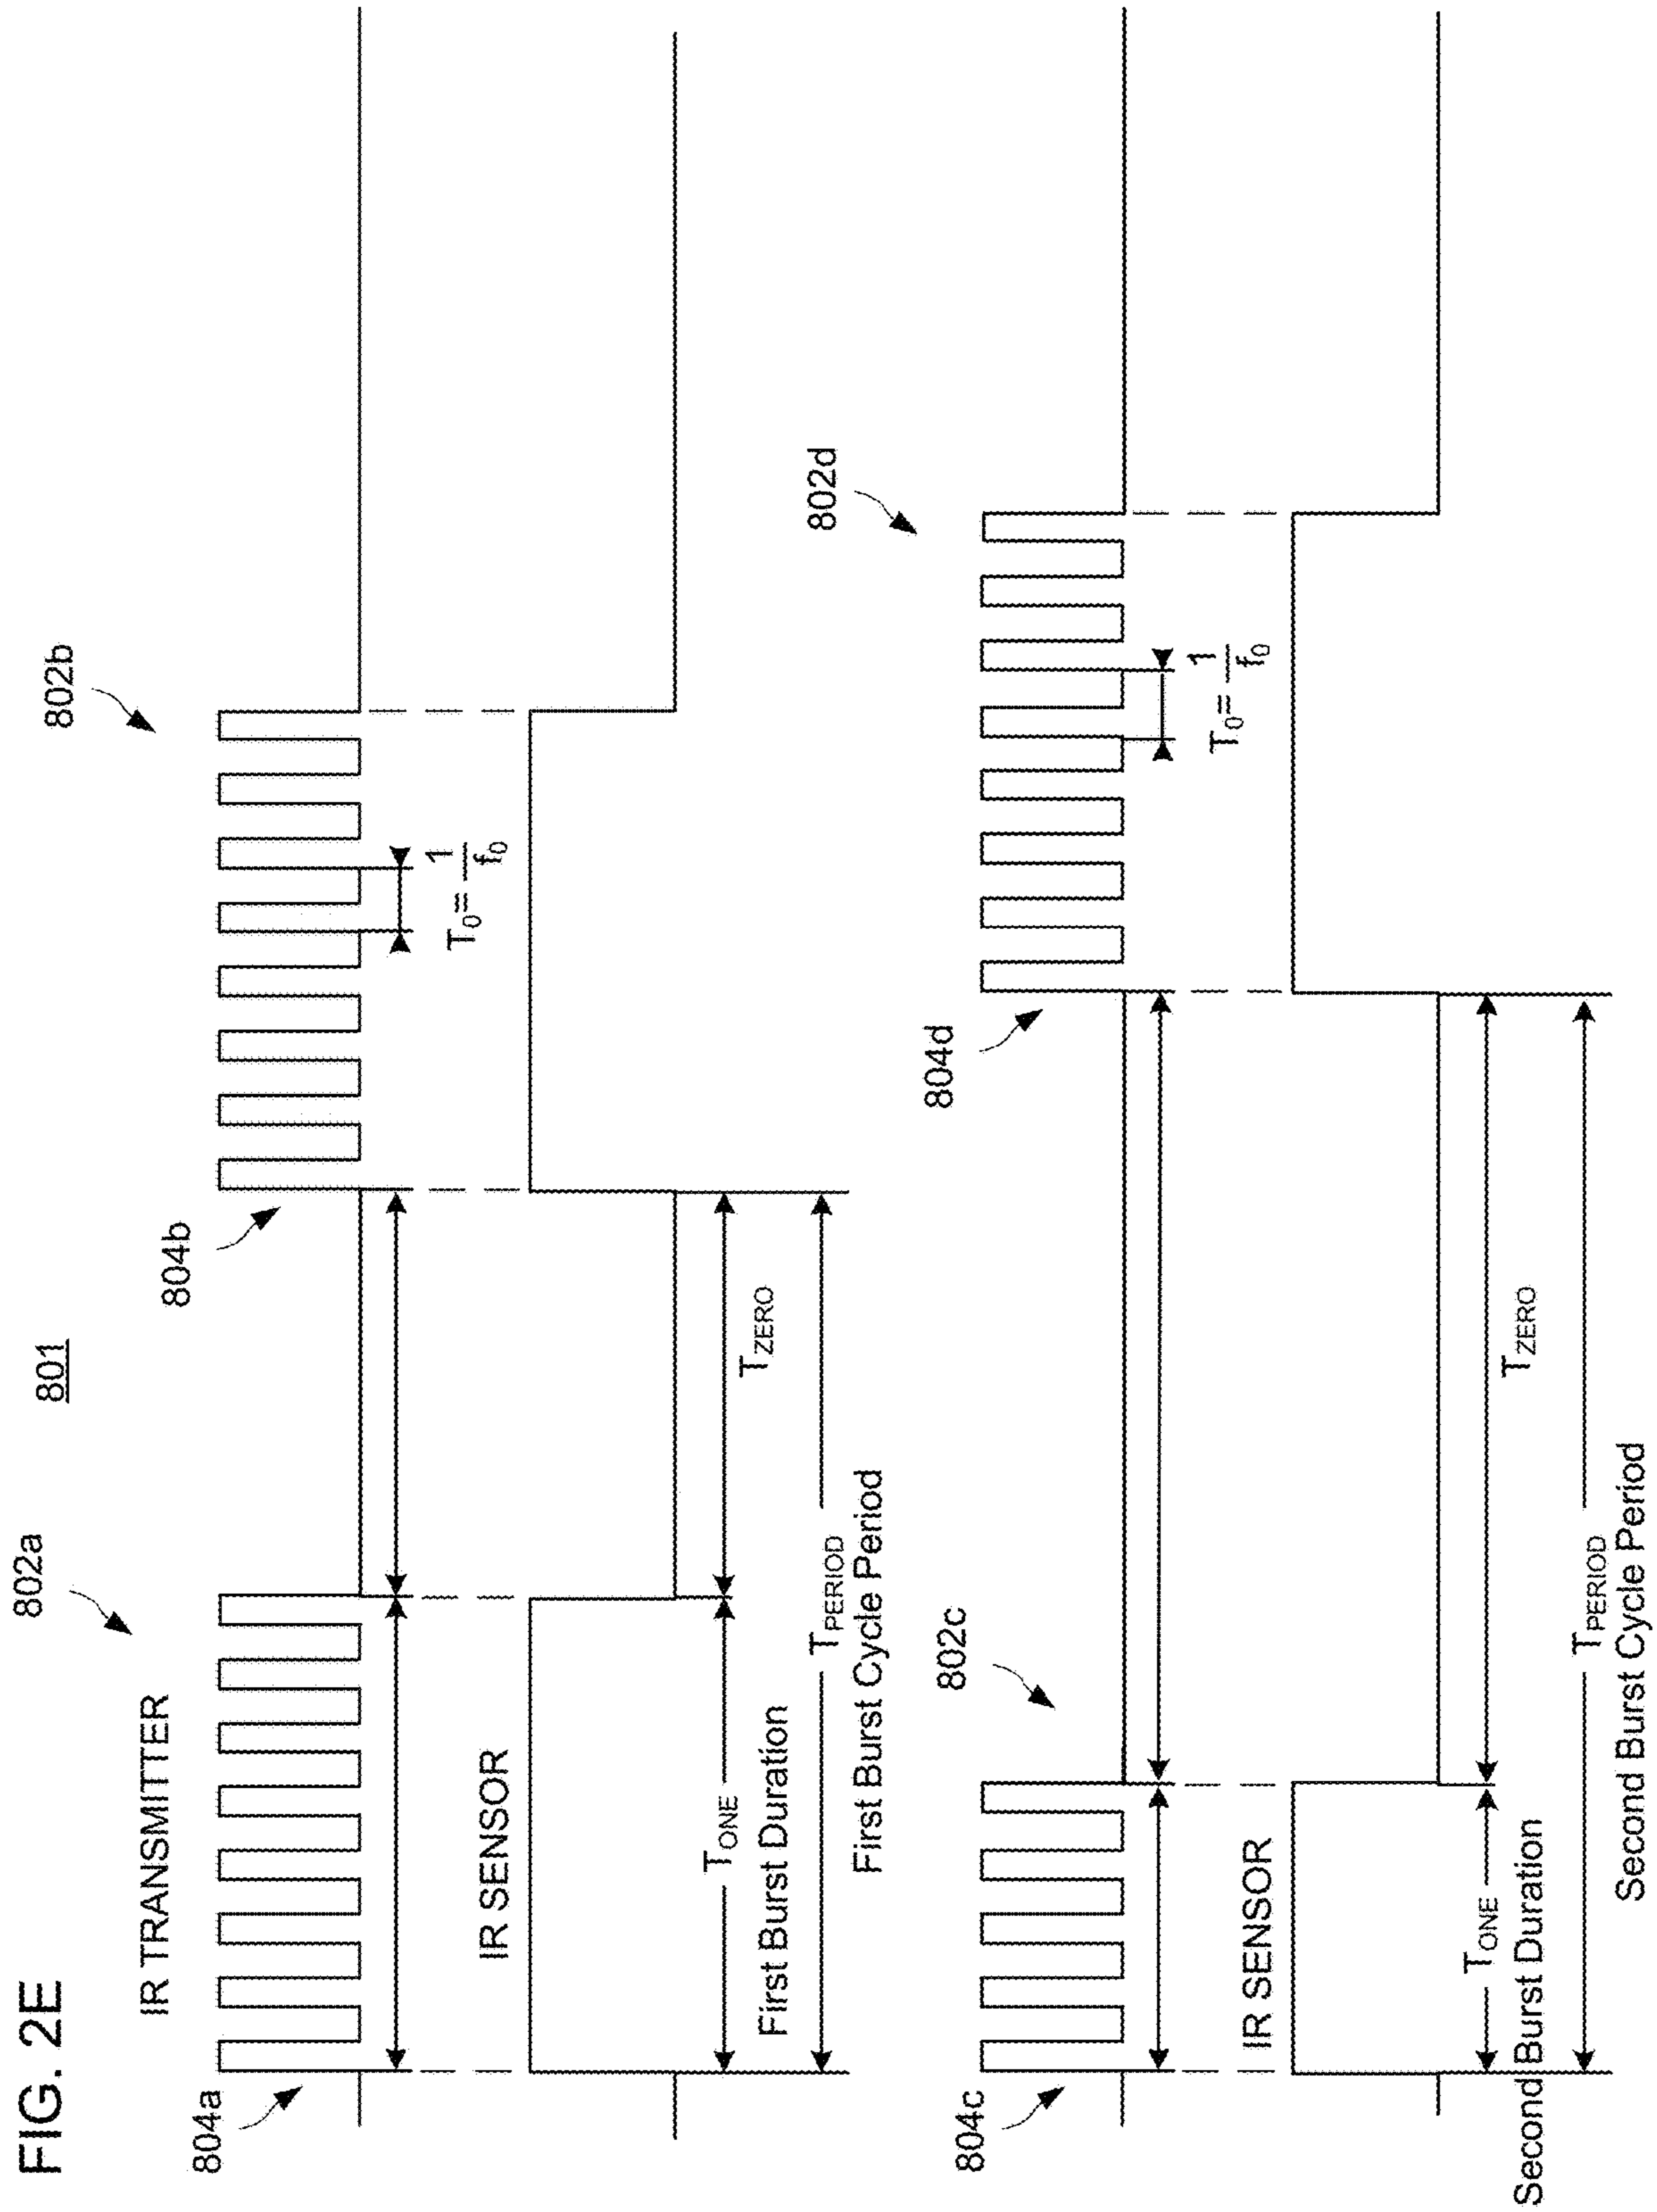 FIG. 2E
801
802a
802b
IR TRANSMITTER
804a
804b
T0= 1/f0
IR SENSOR
TONE
First Burst Duration
TZERO
TPERIOD
First Burst Cycle Period
802c
802d
804c
804d
T0= 1/f0
IR SENSOR
TONE
Second Burst Duration
TZERO
TPERIOD
Second Burst Cycle Period